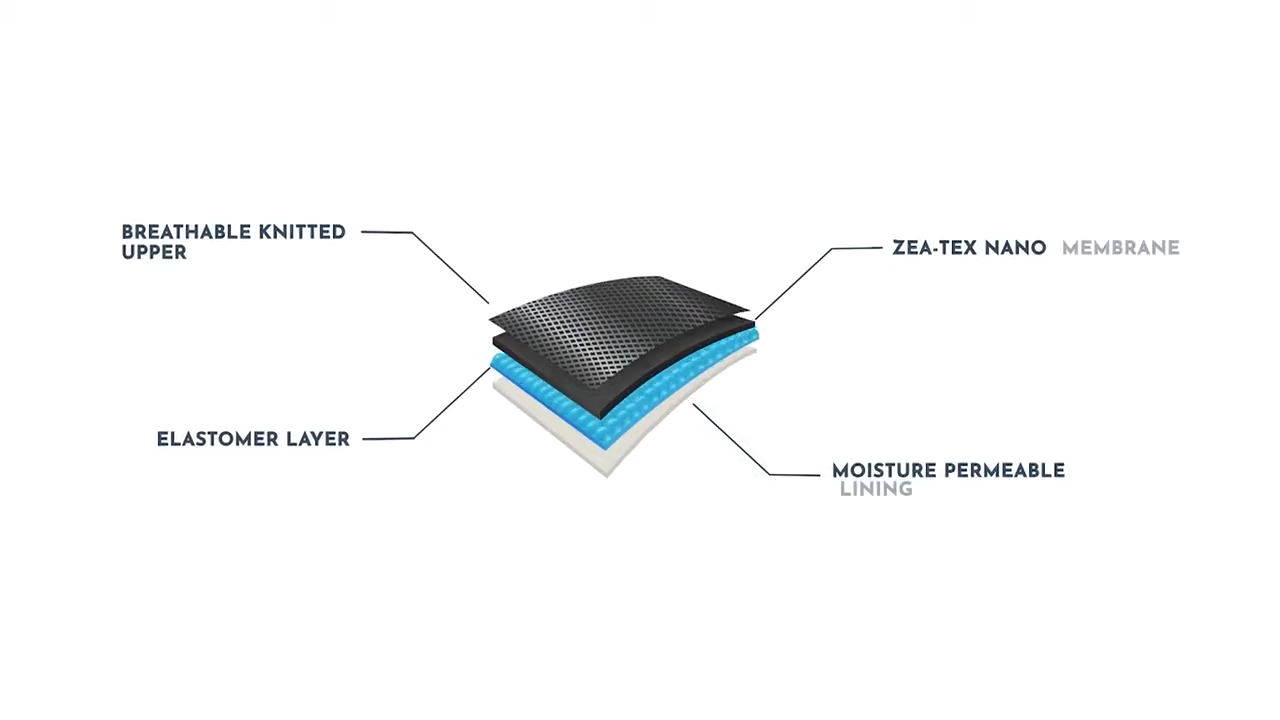 BREATHABLE KNITTED
UPPER
ZEA-TEX NANO MEMBRANE
ELASTOMER LAYER
MOISTURE PERMEABLE
LINING